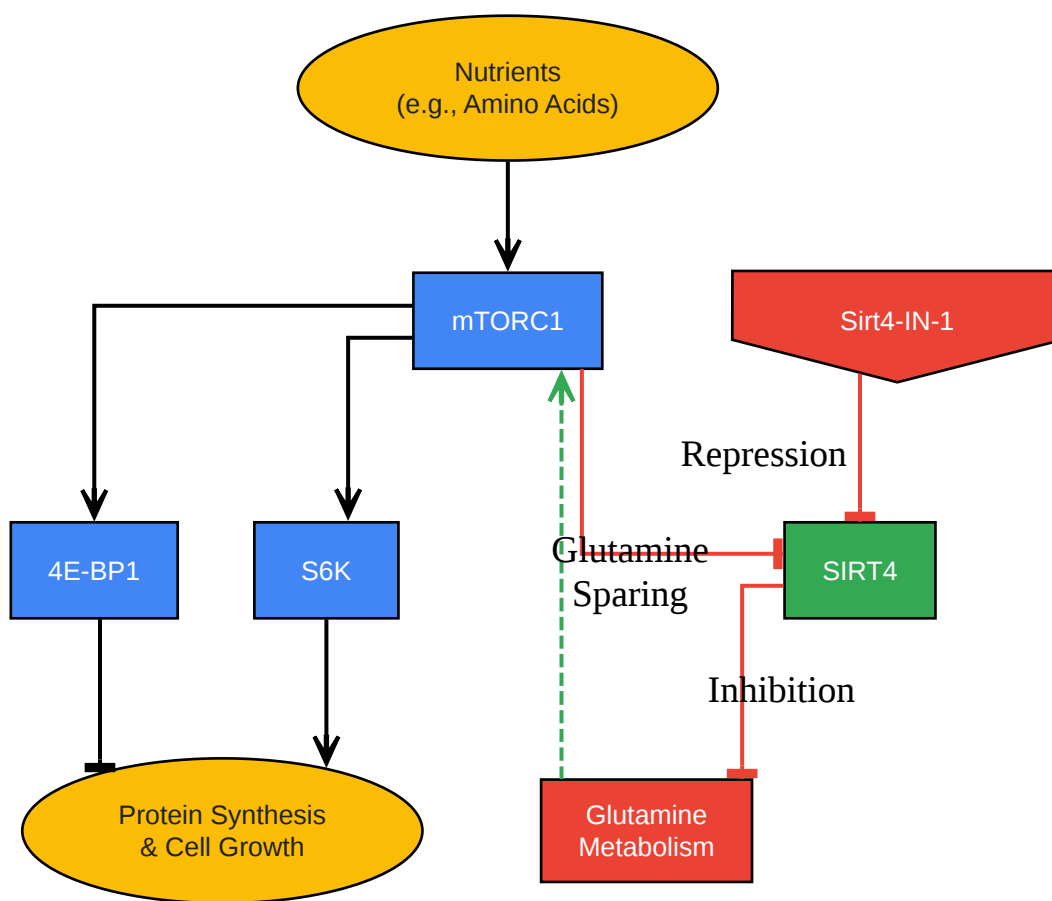 Nutrients
(e.g., Amino Acids)
mTORC1
Sirt4-IN-1
Repression
4E-BP1
S6K
Glutamine
Sparing
SIRT4
Inhibition
Protein Synthesis
& Cell Growth
Glutamine
Metabolism